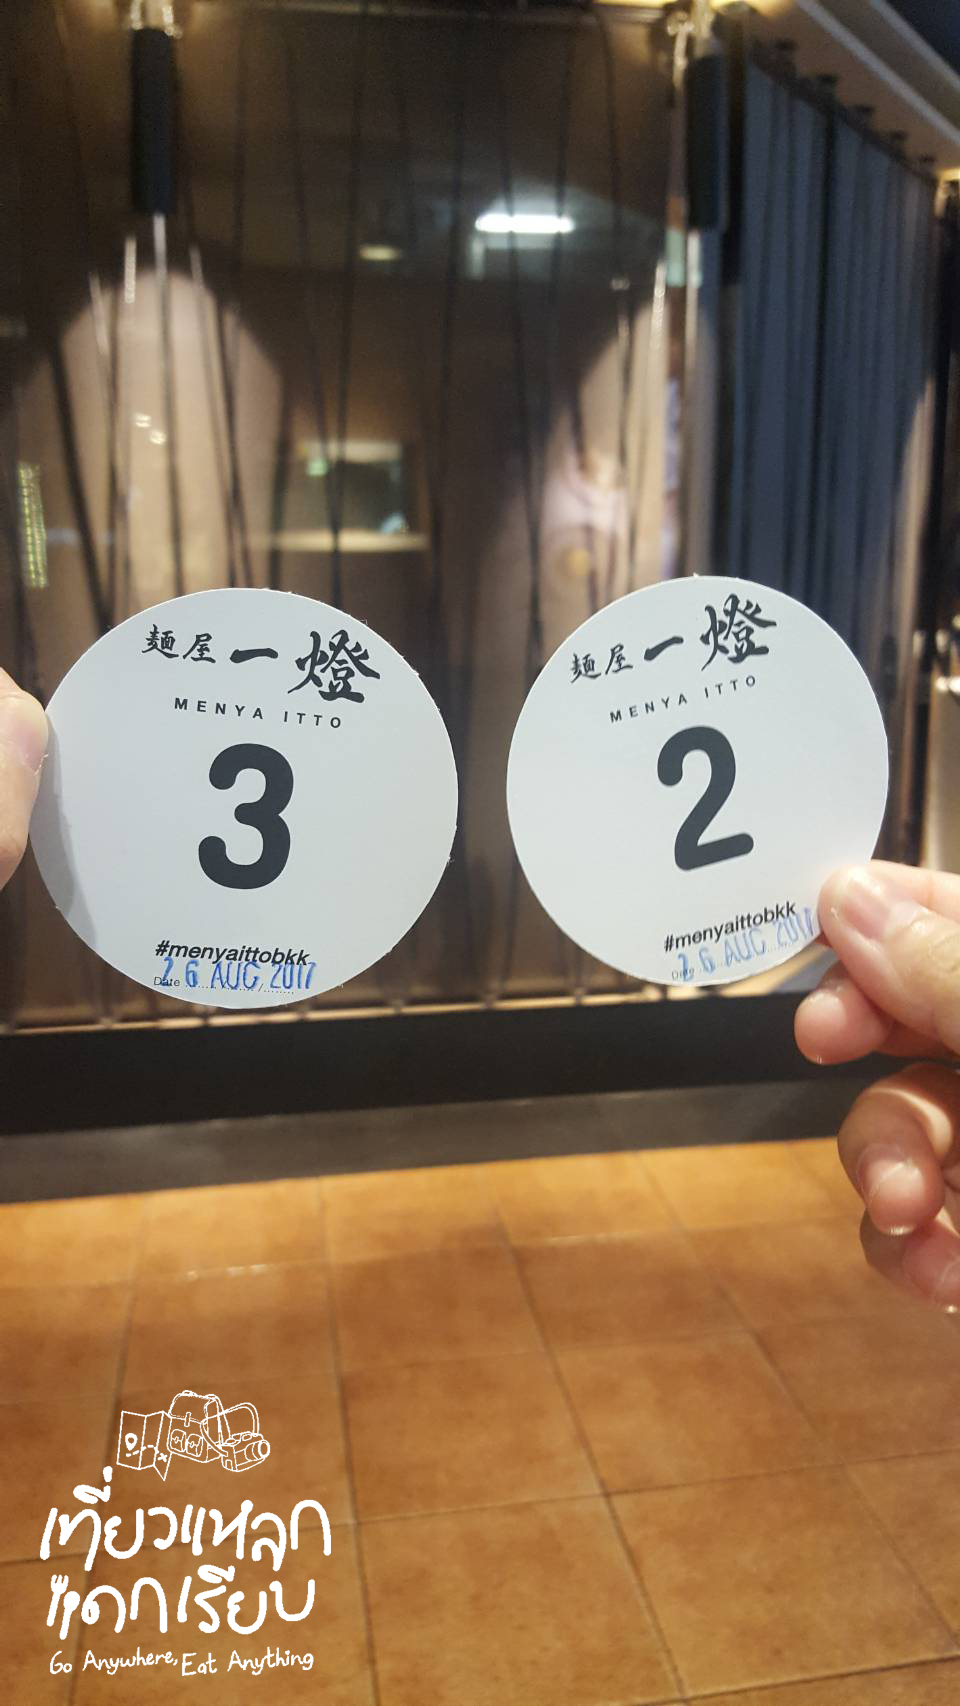 麺屋 一燈
MENYA ITTO
3
#menyaittobkk
Date 26 AUG 2017
麺屋 一燈
MENYA ITTO
2
#menyaittobkk
Date 26 AUG 2017
เที่ยวแหลก
แดกเรียบ
Go Anywhere, Eat Anything